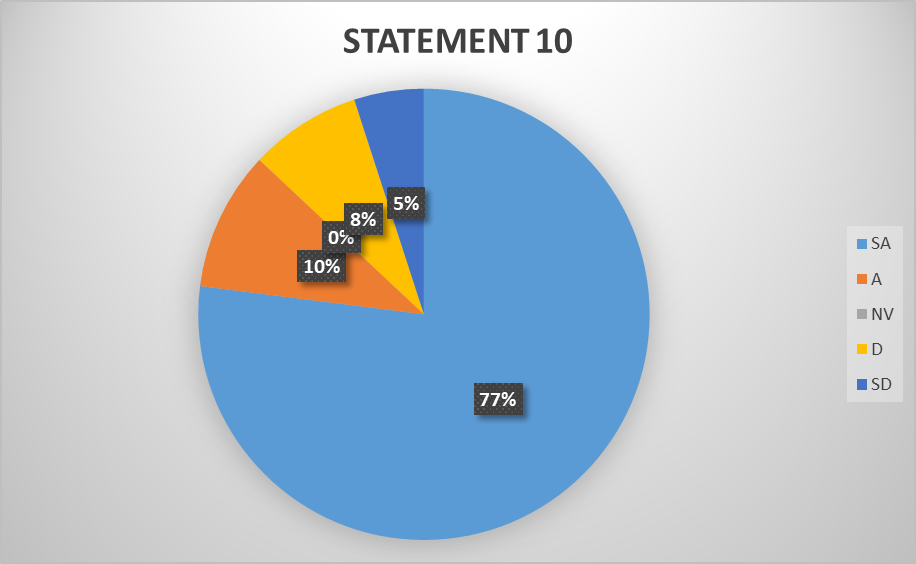 STATEMENT 10
5%
8%
0%
10%
77%
SA
A
NV
D
SD